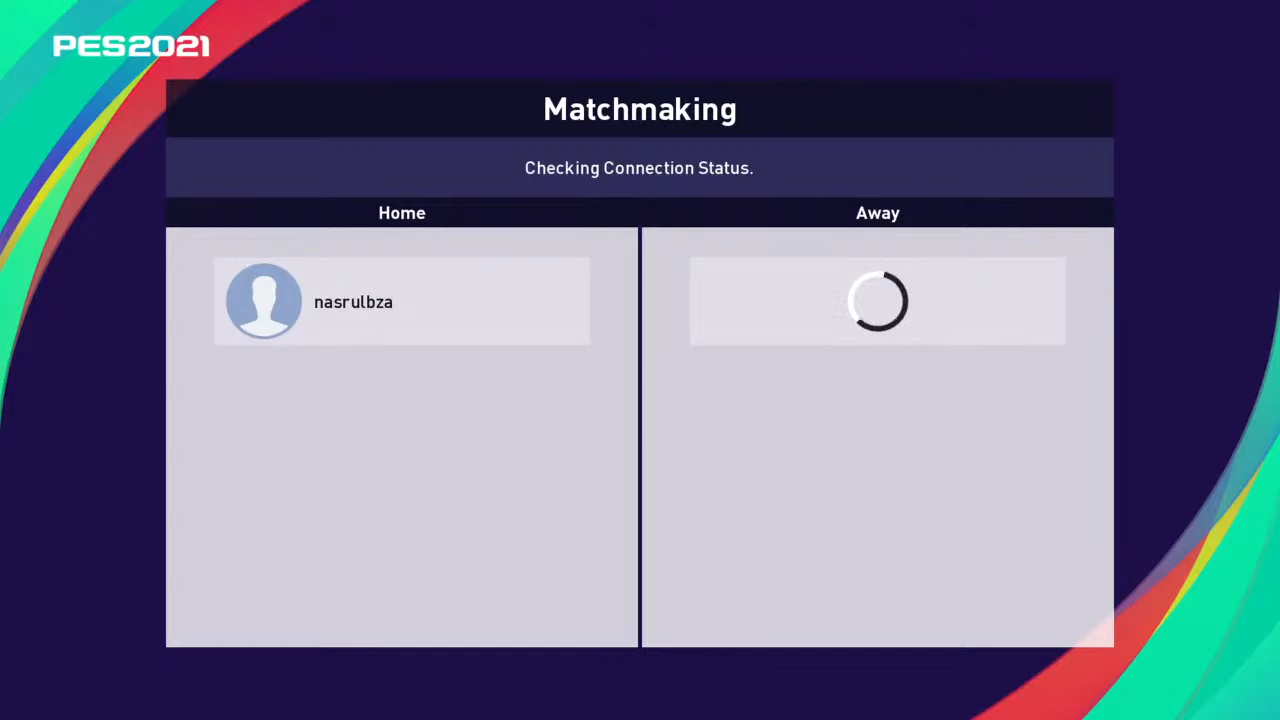 PES2021
Matchmaking
Checking Connection Status.
Home
Away
nasrulbza